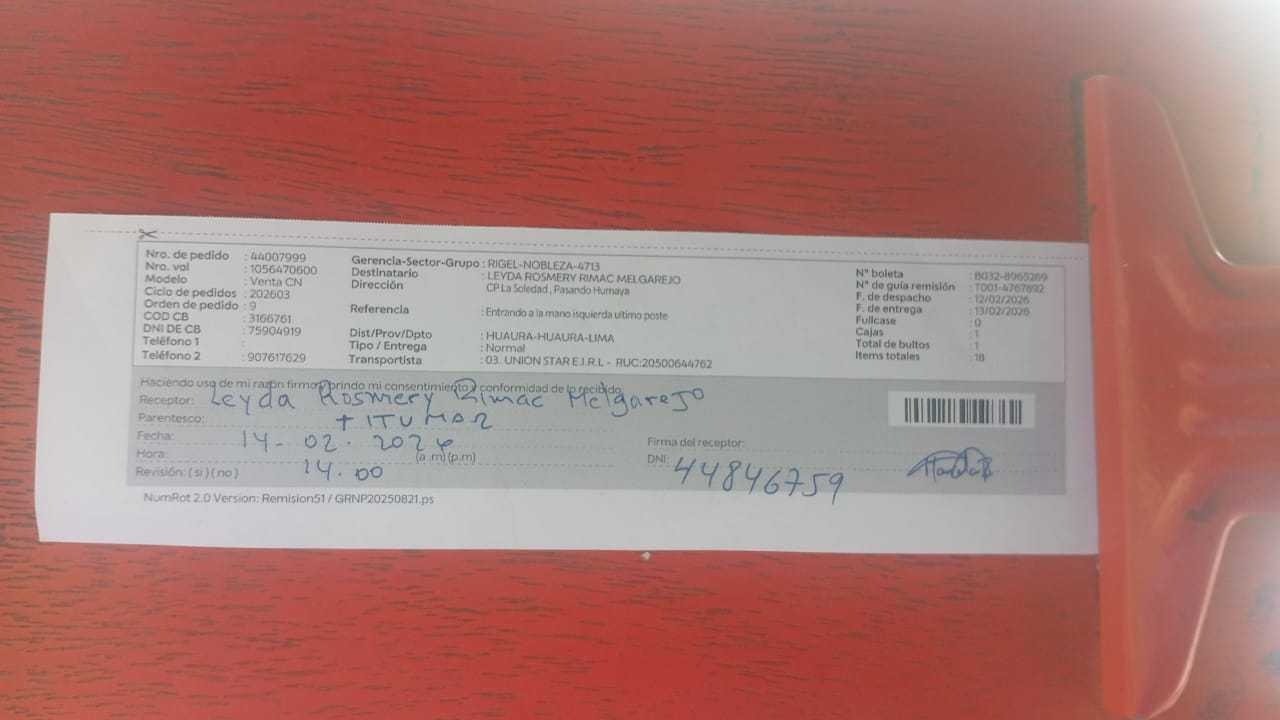 Nro. de pedido : 44007999
Nro. val : 1056470600
Modelo : Venta CN
Ciclo de pedidos : 202603
Orden de pedido : 9
COD CB : 3166761
DNI DE CB : 75904919
Teléfono 1 :
Teléfono 2 : 907617629
Gerencia-Sector-Grupo : RIGEL-NOBLEZA-4713
Destinatario : LEYDA ROSMERY RIMAC MELGAREJO
Dirección CP La Soledad , Pasando Humaya
Referencia : Entrando a la mano isquierda ultimo poste
Dist/Prov/Dpto : HUAURA-HUAURA-LIMA
Tipo / Entrega : Normal
Transportista : 03. UNION STAR E.I.R.L - RUC:20500644762
N° boleta : B032-8965269
N° de guía remisión : T001-4767892
F. de despacho : 12/02/2026
F. de entrega : 13/02/2026
Fullcase : 0
Cajas : 1
Total de bultos : 1
Items totales : 18
Haciendo uso de mi razón firmo brindo mi consentimiento y conformidad de lo recibido
Receptor: Leyda Rosmery Rimac Melgarejo
Parentesco: TITULAR
Fecha: 14-02-2026
Hora: 14.00 (a.m)(p.m)
Revisión: ( si ) ( no )
Firma del receptor:
DNI: 44846759
NumRot 2.0 Version: Remision51 / GRNP20250821.ps